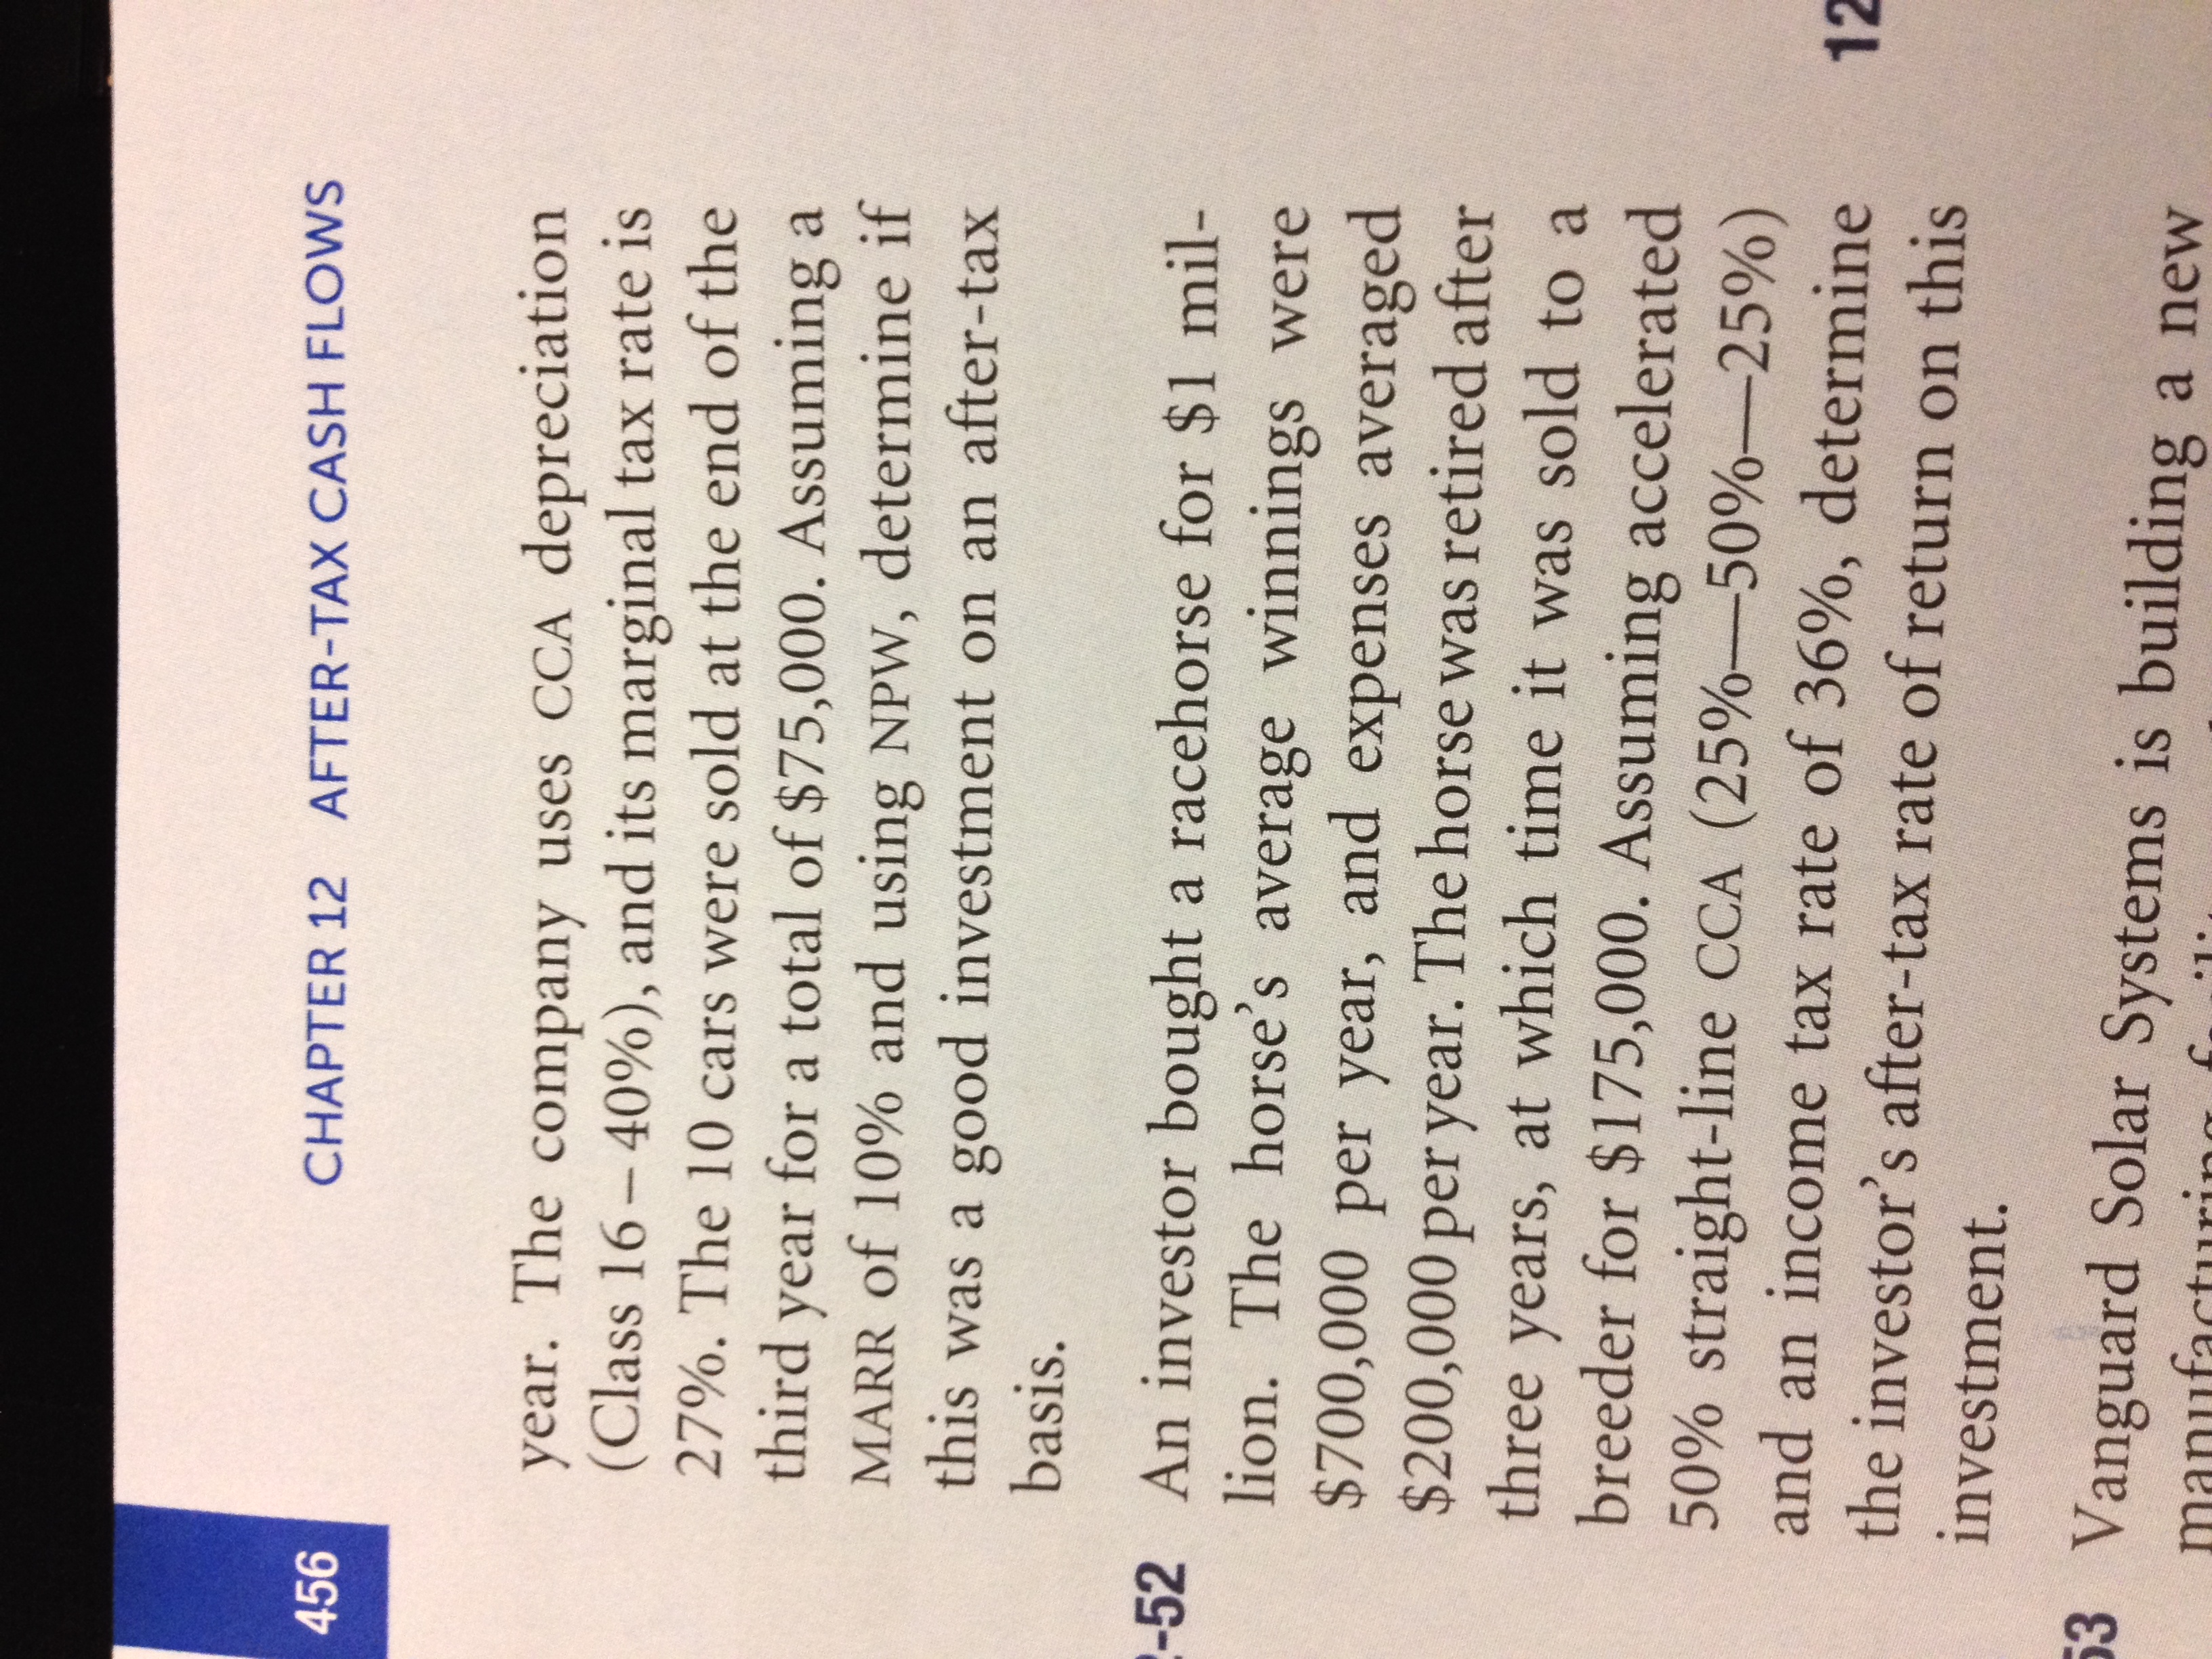 456
CHAPTER 12 AFTER-TAX CASH FLOWS
year. The company uses CCA depreciation
(Class 16 – 40%), and its marginal tax rate is
27%. The 10 cars were sold at the end of the
third year for a total of $75,000. Assuming a
MARR of 10% and using NPW, determine if
this was a good investment on an after-tax
basis.
-52 An investor bought a racehorse for $1 mil-
lion. The horse's average winnings were
$700,000 per year, and expenses averaged
$200,000 per year. The horse was retired after
three years, at which time it was sold to a
breeder for $175,000. Assuming accelerated
50% straight-line CCA (25%—50%—25%)
and an income tax rate of 36%, determine
the investor's after-tax rate of return on this
investment.
53 Vanguard Solar Systems is building a new
manufacturing
12